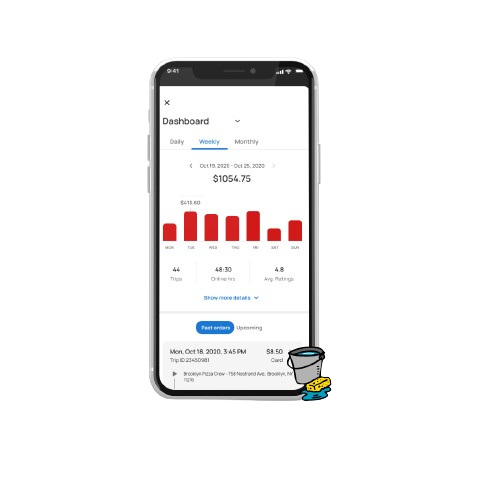 9:41
Dashboard
Daily Weekly Monthly
Oct 19, 2020 - Oct 25, 2020
$1054.75
$415.60
MON TUE WED THU FRI SAT SUN
44 48:30 4.8
Trips Online hrs Avg. Ratings
Show more details
Past orders Upcoming
Mon, Oct 18, 2020, 3:45 PM $8.50
Trip ID 23450981 Card
Brooklyn Pizza Crew - 758 Nostrand Ave, Brooklyn, NY
11216